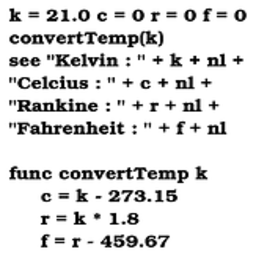 k = 21.0 c = 0 r = 0 f = 0
convertTemp(k)
see "Kelvin : " + k + nl +
"Celcius : " + c + nl +
"Rankine : " + r + nl +
"Fahrenheit : " + f + nl
func convertTemp k
c = k - 273.15
r = k * 1.8
f = r - 459.67